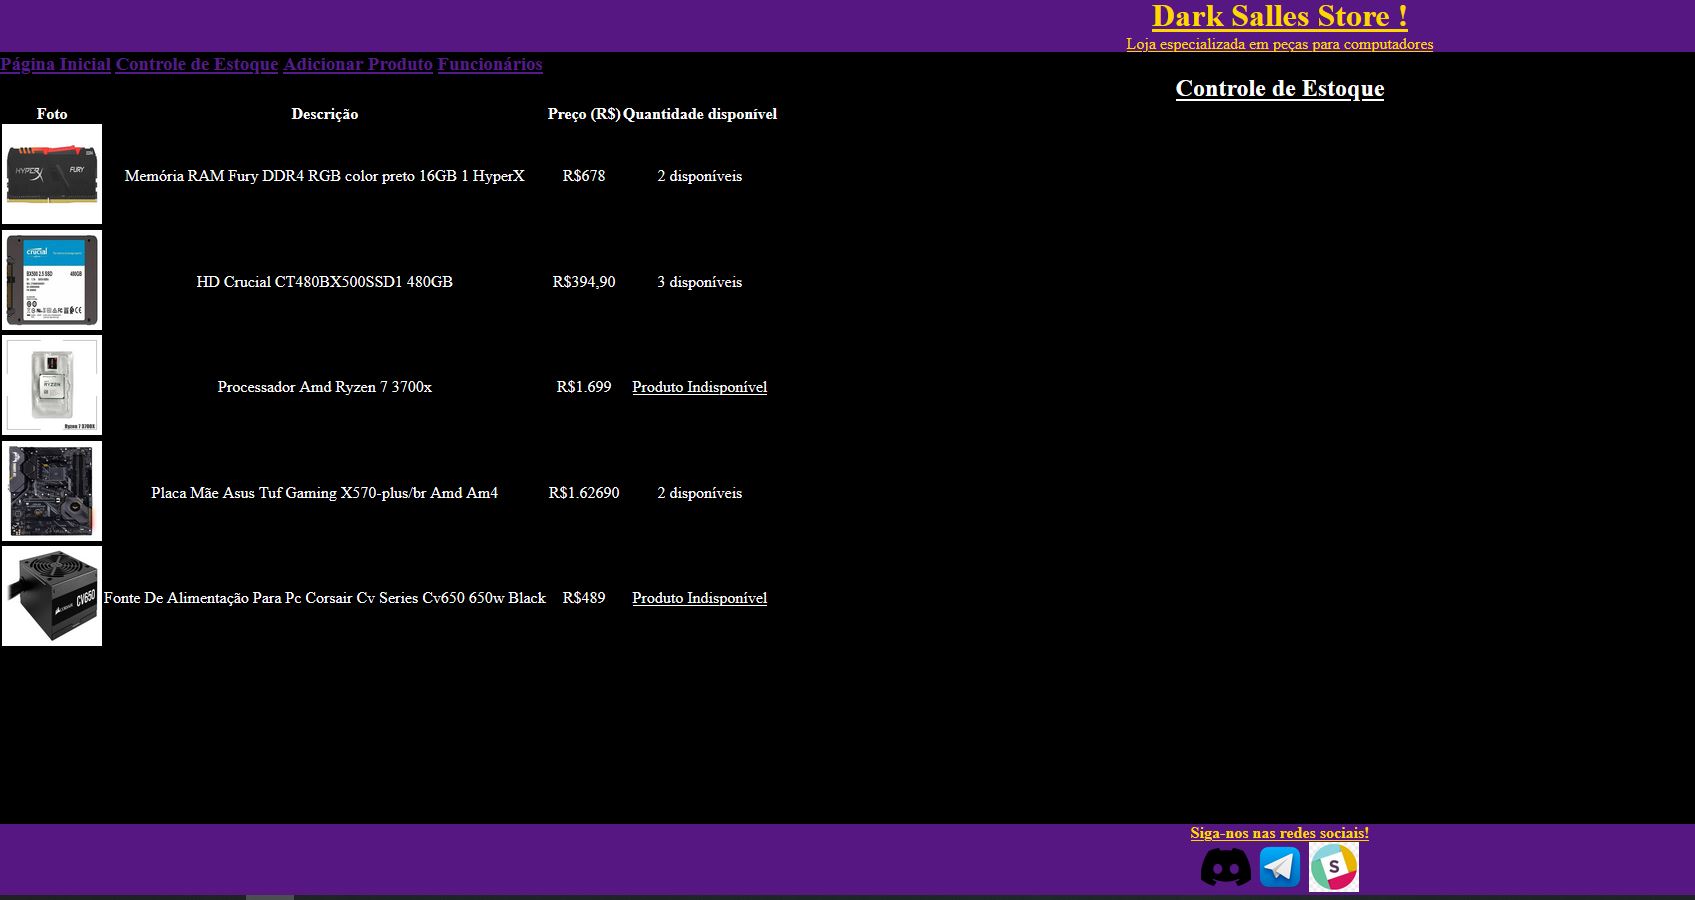 Dark Salles Store !
Loja especializada em peças para computadores
Página Inicial Controle de Estoque Adicionar Produto Funcionários
Controle de Estoque
Foto Descrição Preço (R$) Quantidade disponível
HYPERX FURY
Memória RAM Fury DDR4 RGB color preto 16GB 1 HyperX R$678 2 disponíveis
crucial
BX500 2.5 SSD 480GB
HD Crucial CT480BX500SSD1 480GB R$394,90 3 disponíveis
RYZEN
Ryzen 7 3700X
Processador Amd Ryzen 7 3700x R$1.699 Produto Indisponível
Placa Mãe Asus Tuf Gaming X570-plus/br Amd Am4 R$1.62690 2 disponíveis
CORSAIR CV650
Fonte De Alimentação Para Pc Corsair Cv Series Cv650 650w Black R$489 Produto Indisponível
Siga-nos nas redes sociais!
S